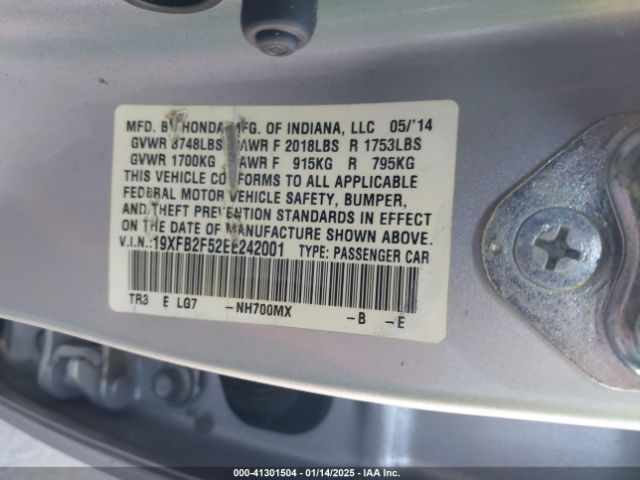 MFD. BY HONDA MFG. OF INDIANA, LLC 05/'14
GVWR 3748LBS GAWR F 2018LBS R 1753LBS
GVWR 1700KG GAWR F 915KG R 795KG
THIS VEHICLE CONFORMS TO ALL APPLICABLE
FEDERAL MOTOR VEHICLE SAFETY, BUMPER,
AND THEFT PREVENTION STANDARDS IN EFFECT
ON THE DATE OF MANUFACTURE SHOWN ABOVE.
V.I.N.:19XFB2F52EE242001 TYPE: PASSENGER CAR
TR3 E LG7 -NH700MX -B -E
000-41301504 - 01/14/2025 - IAA Inc.